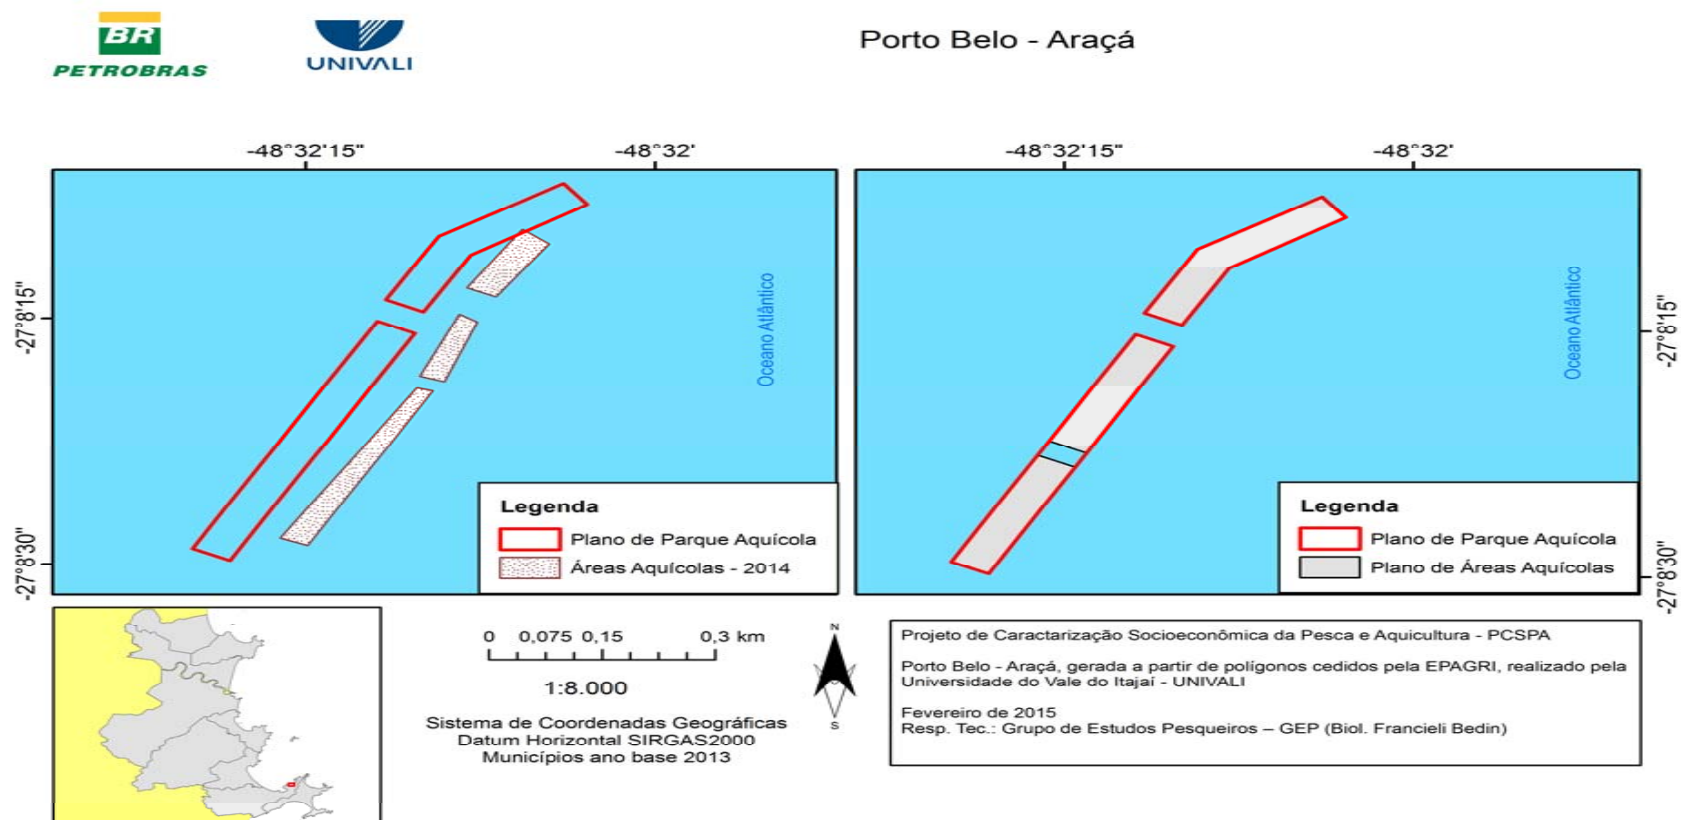 BR
PETROBRAS
UNIVALI
Porto Belo - Araçá
-48°32'15"
-48°32'
-48°32'15"
-48°32'
-27°8'15"
-27°8'30"
Oceano Atlântico
Legenda
Plano de Parque Aquícola
Áreas Aquícolas - 2014
Oceano Atlântico
-27°8'15"
-27°8'30"
Legenda
Plano de Parque Aquícola
Plano de Áreas Aquícolas
0 0,075 0,15 0,3 km
1:8.000
Sistema de Coordenadas Geográficas
Datum Horizontal SIRGAS2000
Municípios ano base 2013
N
S
Projeto de Caractarização Socioeconômica da Pesca e Aquicultura - PCSPA
Porto Belo - Araçá, gerada a partir de polígonos cedidos pela EPAGRI, realizado pela
Universidade do Vale do Itajaí - UNIVALI
Fevereiro de 2015
Resp. Tec.: Grupo de Estudos Pesqueiros – GEP (Biol. Francieli Bedin)